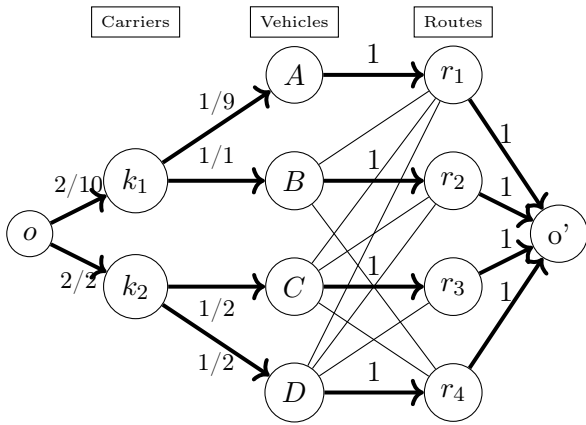 Carriers Vehicles Routes
A 1 r1
1/9 1
2/10 k1 1/1 B 1 r2 1
o o'
2/2 k2 1/2 C 1 r3 1
1/2 1
D 1 r4